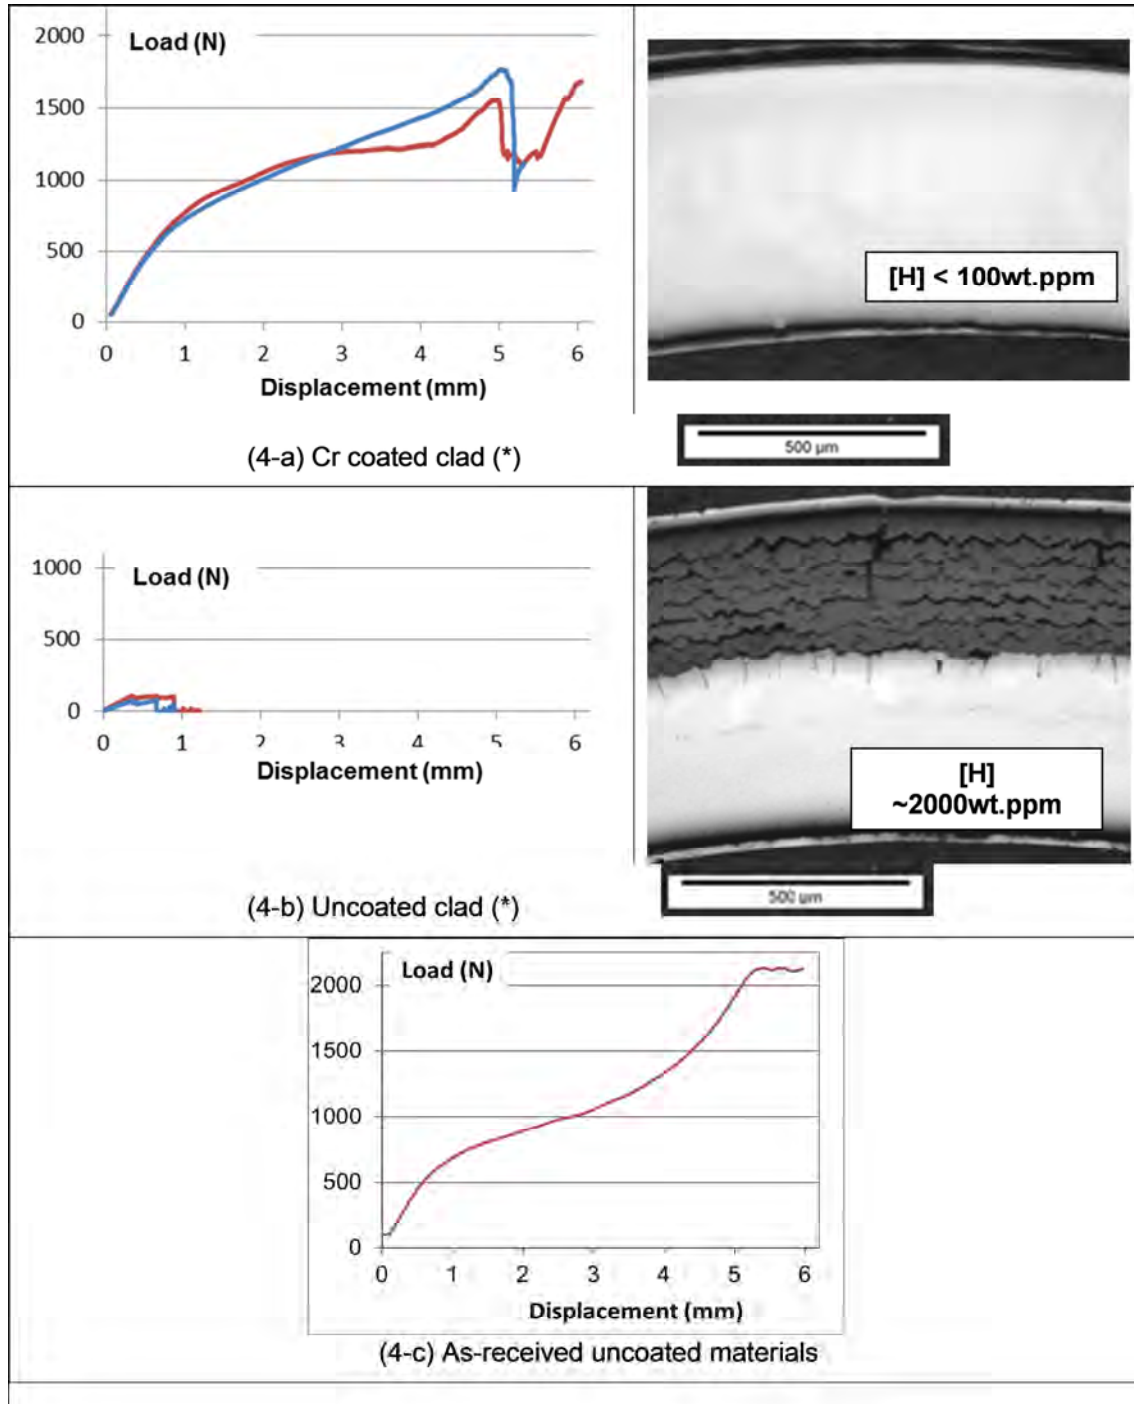 Load (N)
2000
1500
1000
500
0
0 1 2 3 4 5 6
Displacement (mm)
[H] < 100wt.ppm
500 µm
(4-a) Cr coated clad (*)
Load (N)
1000
500
0
0 1 2 3 4 5 6
Displacement (mm)
[H]
~2000wt.ppm
500 µm
(4-b) Uncoated clad (*)
Load (N)
2000
1500
1000
500
0
0 1 2 3 4 5 6
Displacement (mm)
(4-c) As-received uncoated materials